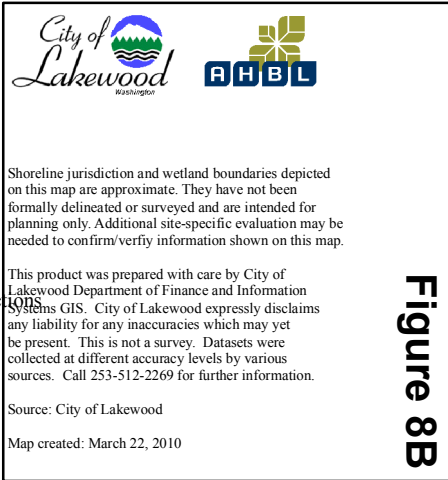 City of
Lakewood
Washington
AHBL
Shoreline jurisdiction and wetland boundaries depicted
on this map are approximate. They have not been
formally delineated or surveyed and are intended for
planning only. Additional site-specific evaluation may be
needed to confirm/verfiy information shown on this map.
This product was prepared with care by City of
Lakewood Department of Finance and Information
Systems GIS. City of Lakewood expressly disclaims
any liability for any inaccuracies which may yet
be present. This is not a survey. Datasets were
collected at different accuracy levels by various
sources. Call 253-512-2269 for further information.
Source: City of Lakewood
Map created: March 22, 2010
Figure 8B